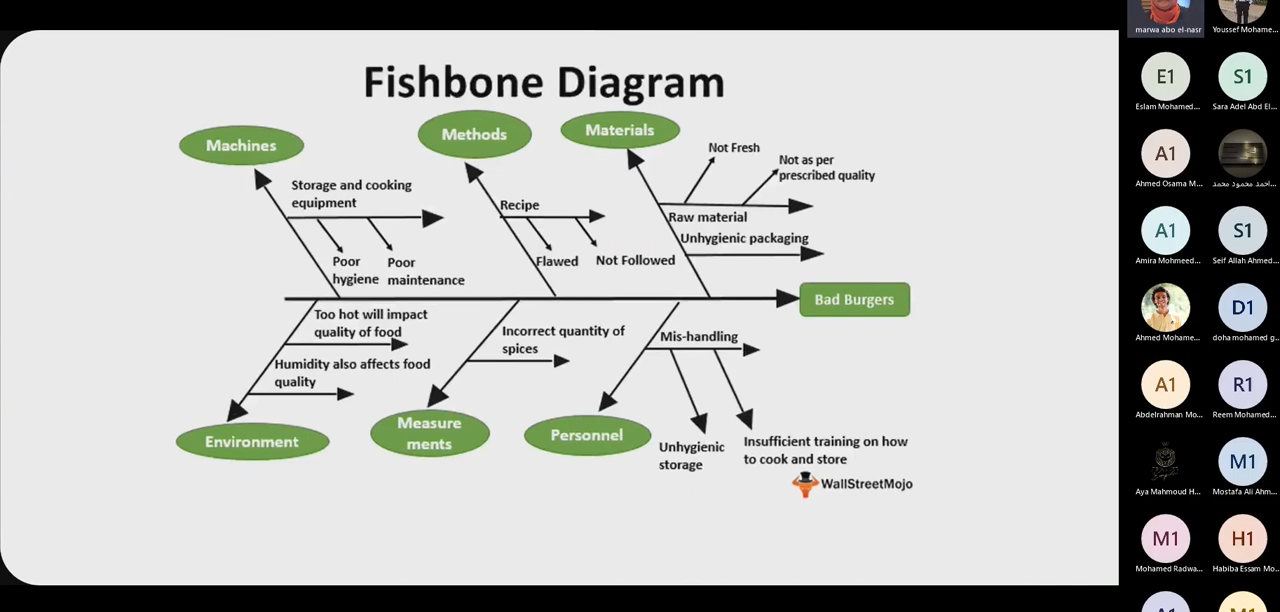 Fishbone Diagram
Machines
Methods
Materials
Not Fresh
Not as per
prescribed quality
Storage and cooking
equipment
Recipe
Raw material
Unhygienic packaging
Poor
hygiene
Poor
maintenance
Flawed
Not Followed
Bad Burgers
Too hot will impact
quality of food
Humidity also affects food
quality
Incorrect quantity of
spices
Mis-handling
Environment
Measure
ments
Personnel
Unhygienic
storage
Insufficient training on how
to cook and store
WallStreetMojo
marwa abo el-nasr
Youssef Mohame...
E1
Eslam Mohamed...
S1
Sara Adel Abd El...
A1
Ahmed Osama M...
احمد محمود محمد...
A1
Amira Mohmeed...
S1
Seif Allah Ahmed...
Ahmed Mohame...
D1
doha mohamed g...
A1
Abdelrahman Mo...
R1
Reem Mohamed...
Aya Mahmoud H...
M1
Mostafa Ali Ahm...
M1
Mohamed Radwa...
H1
Habiba Essam Mo...